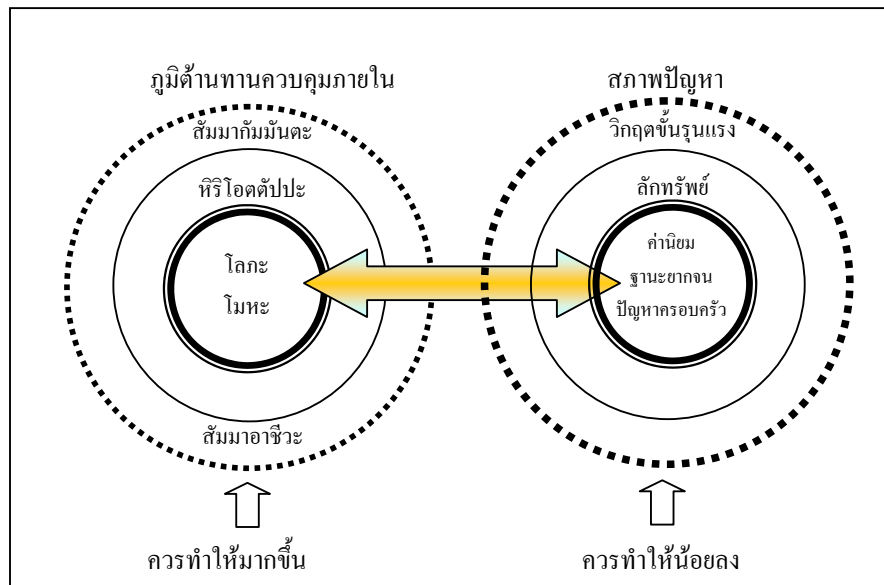 ภูมิต้านทานควบคุมภายใน
สัมมากัมมันตะ
หิริโอตตัปปะ
โลภะ
โมหะ
สัมมาอาชีวะ
ควรทำให้มากขึ้น
สภาพปัญหา
วิกฤตขั้นรุนแรง
ลักทรัพย์
ค่านิยม
ฐานะยากจน
ปัญหาครอบครัว
ควรทำให้น้อยลง